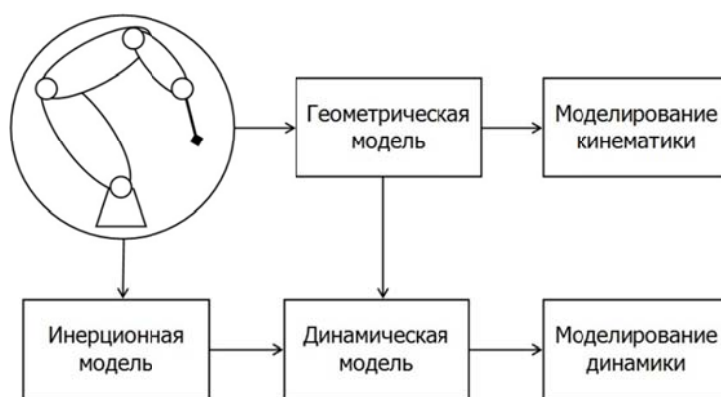 Геометрическая
модель
Моделирование
кинематики
Инерционная
модель
Динамическая
модель
Моделирование
динамики